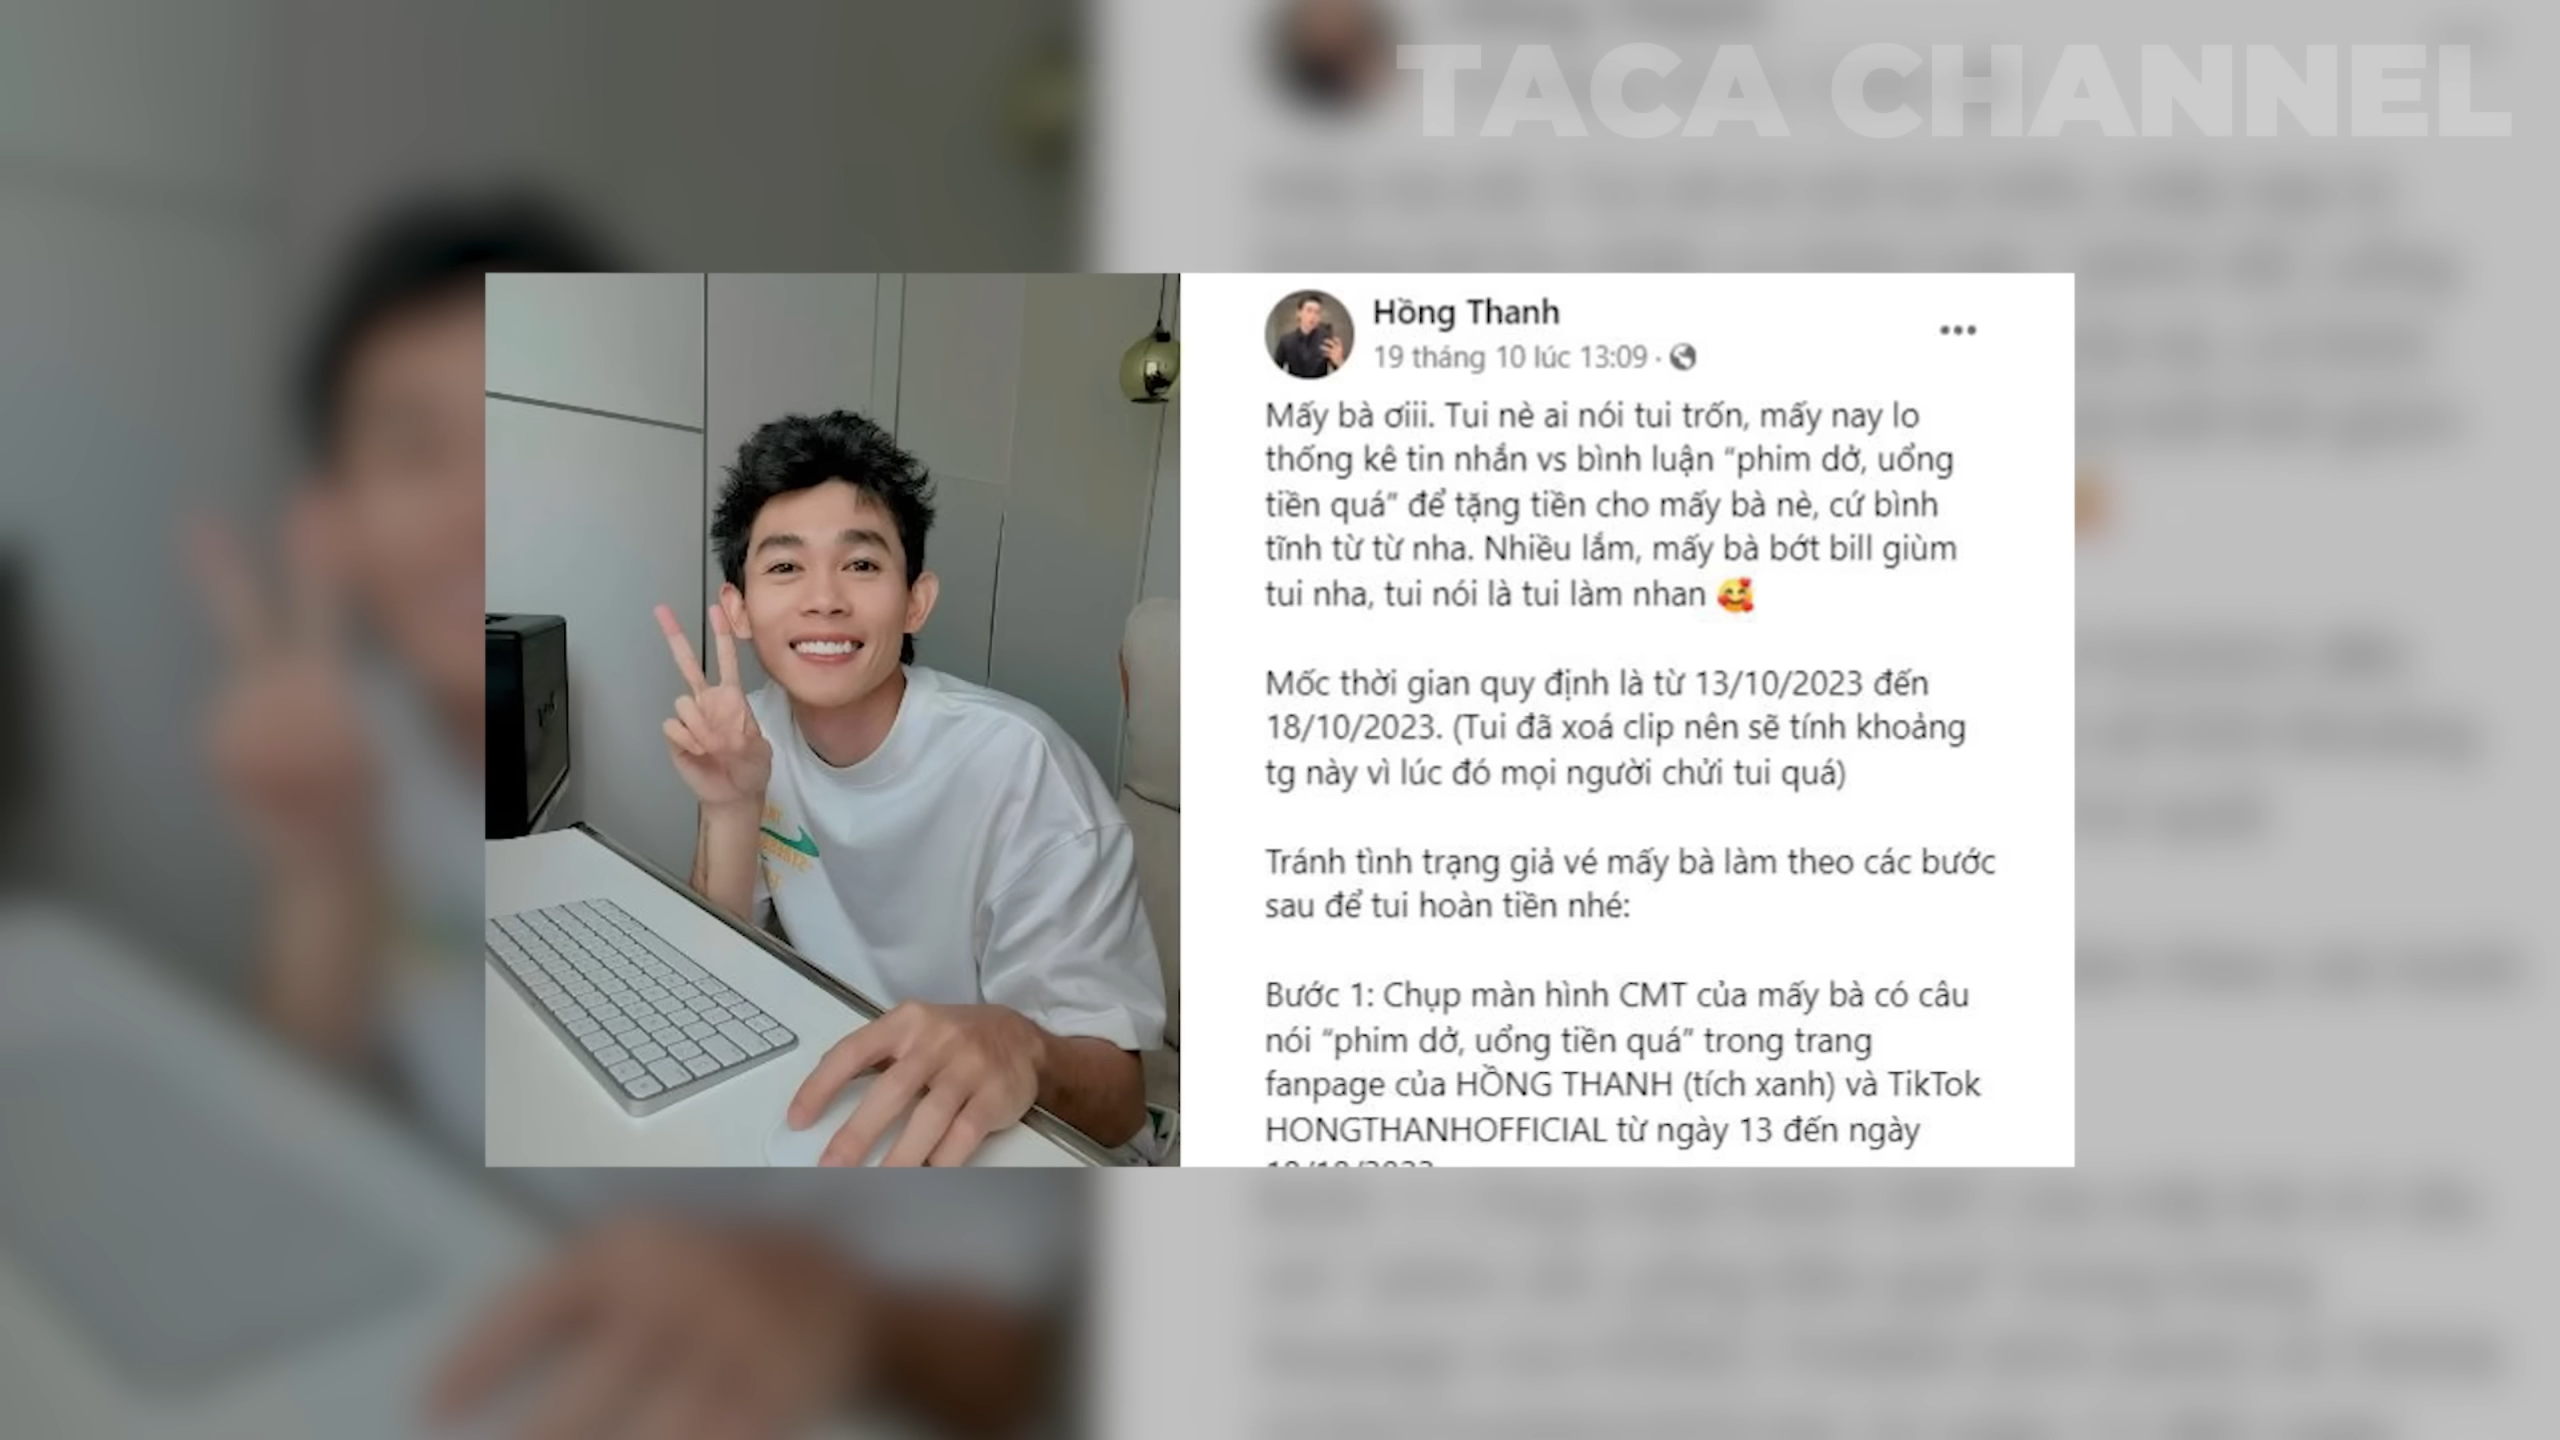 TACA CHANNEL
Hồng Thanh
19 tháng 10 lúc 13:09 ·
Mấy bà ơiii. Tui nè ai nói tui trốn, mấy nay lo
thống kê tin nhắn vs bình luận “phim dở, uổng
tiền quá” để tặng tiền cho mấy bà nè, cứ bình
tĩnh từ từ nha. Nhiều lắm, mấy bà bớt bill giùm
tui nha, tui nói là tui làm nhan 🥰
Mốc thời gian quy định là từ 13/10/2023 đến
18/10/2023. (Tui đã xoá clip nên sẽ tính khoảng
tg này vì lúc đó mọi người chửi tui quá)
Tránh tình trạng giả vé mấy bà làm theo các bước
sau để tui hoàn tiền nhé:
Bước 1: Chụp màn hình CMT của mấy bà có câu
nói “phim dở, uổng tiền quá” trong trang
fanpage của HỒNG THANH (tích xanh) và TikTok
HONGTHANHOFFICIAL từ ngày 13 đến ngày